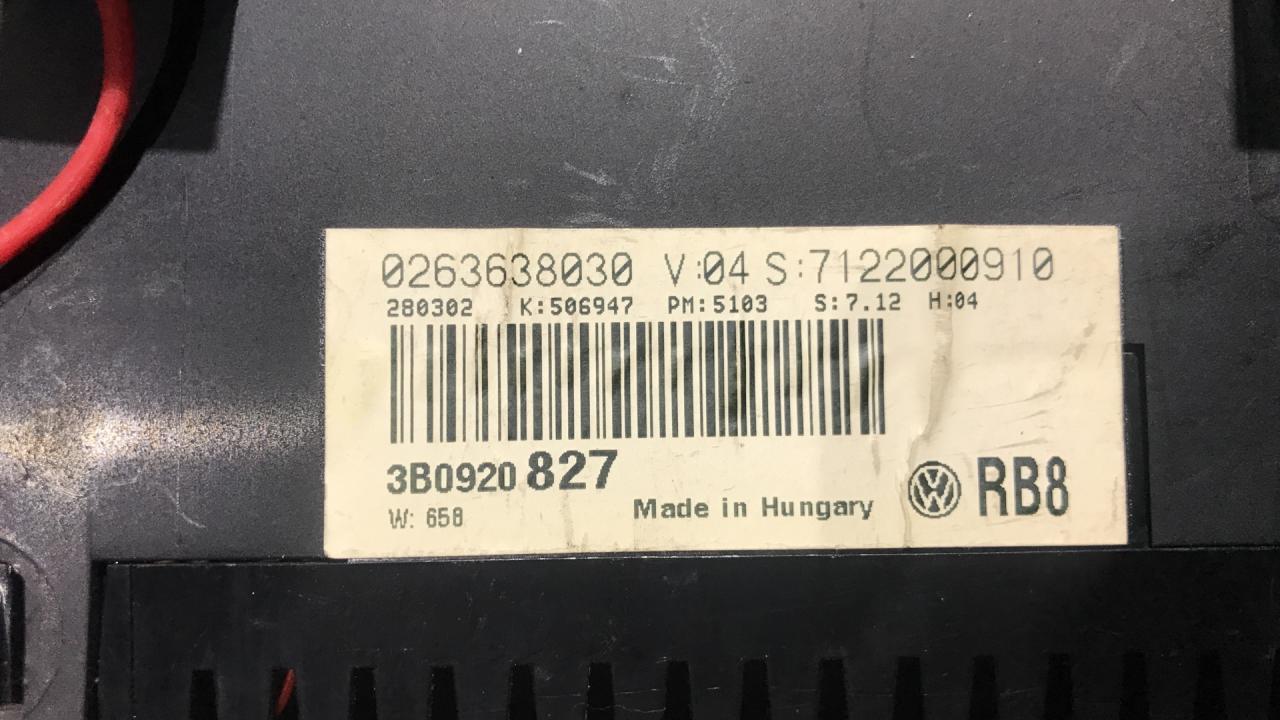 0263638030 V:04 S:7122000910
280302 K:506947 PM:5103 S:7.12 H:04
3B0920 827
W: 658
Made in Hungary
RB8